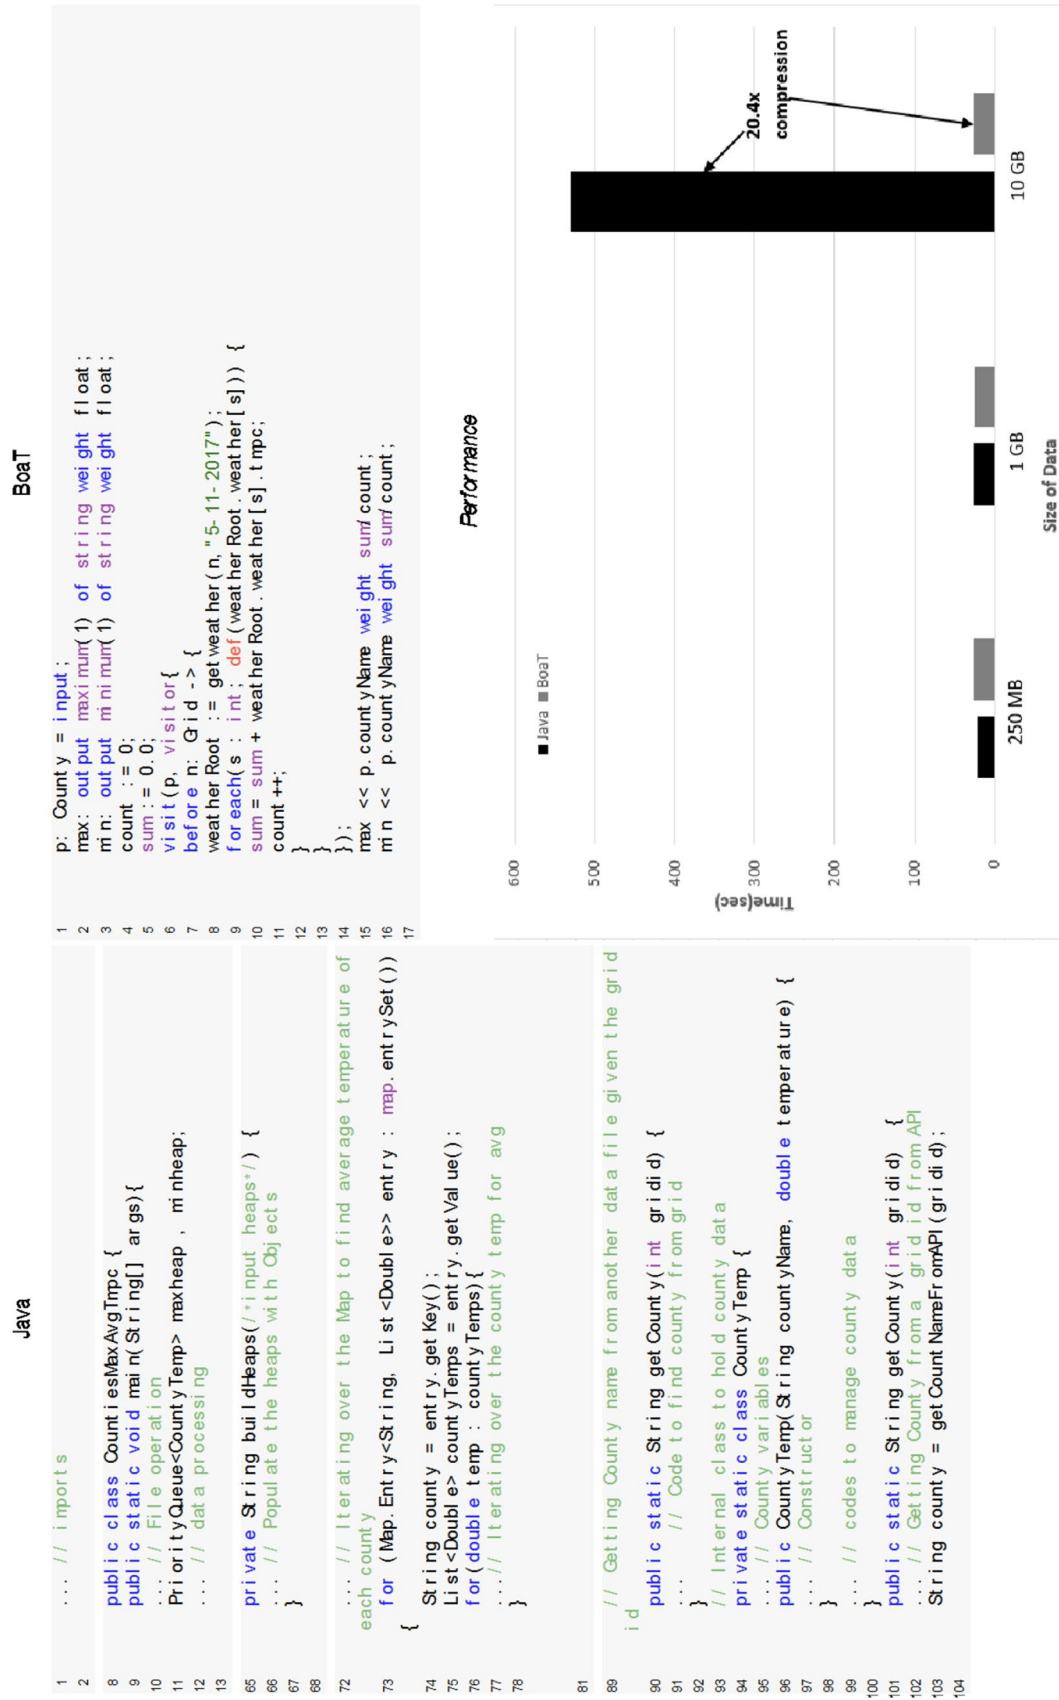 Java
1 ... // imports
2
8 public class CountiesMaxAvgTmpc {
9 public static void main(String[] args){
10 ... // File operation
11 PriorityQueue<CountyTemp> maxheap , minheap;
12 ... // data processing
13
65 private String buildHeaps(/*input heaps*/) {
66 ... // Populate the heaps with Objects
67 }
68
72 ... // Iterating over the Map to find average temperature of
each county
73 for (Map.Entry<String, List<Double>> entry : map.entrySet())
{
74 String county = entry.getKey();
75 List<Double> countyTemps = entry.getValue();
76 for(double temp : countyTemps){
77 ...// Iterating over the county temp for avg
78 }
81
89 // Getting County name from another data file given the grid
id
90 public static String getCounty(int gridid) {
91 ... // Code to find county from grid
92 }
93 // Internal class to hold county data
94 private static class CountyTemp {
95 ... // County variables
96 public CountyTemp(String countyName, double temperature) {
97 ... // Constructor
98 }
99 ... // codes to manage county data
100 }
101 public static String getCounty(int gridid) {
102 ... // Getting County from a grid id from API
103 String county = getCountNameFromAPI(gridid);
104
BoaT
1 p: County = input;
2 max: output maximum(1) of string weight float;
3 min: output minimum(1) of string weight float;
4 count := 0;
5 sum:= 0.0;
6 visit(p, visitor{
7 before n: Grid -> {
8 weatherRoot := getweather(n,"5-11-2017");
9 foreach(s : int; def(weatherRoot.weather[s])) {
10 sum = sum + weatherRoot.weather[s].tmpc;
11 count++;
12 }
13 }
14 });
15 max << p.countyName weight sum/count;
16 min << p.countyName weight sum/count;
17
Performance
Java BoaT
600
500
400
300
200
100
0
Time(sec)
20.4x
compression
250 MB
1 GB
10 GB
Size of Data